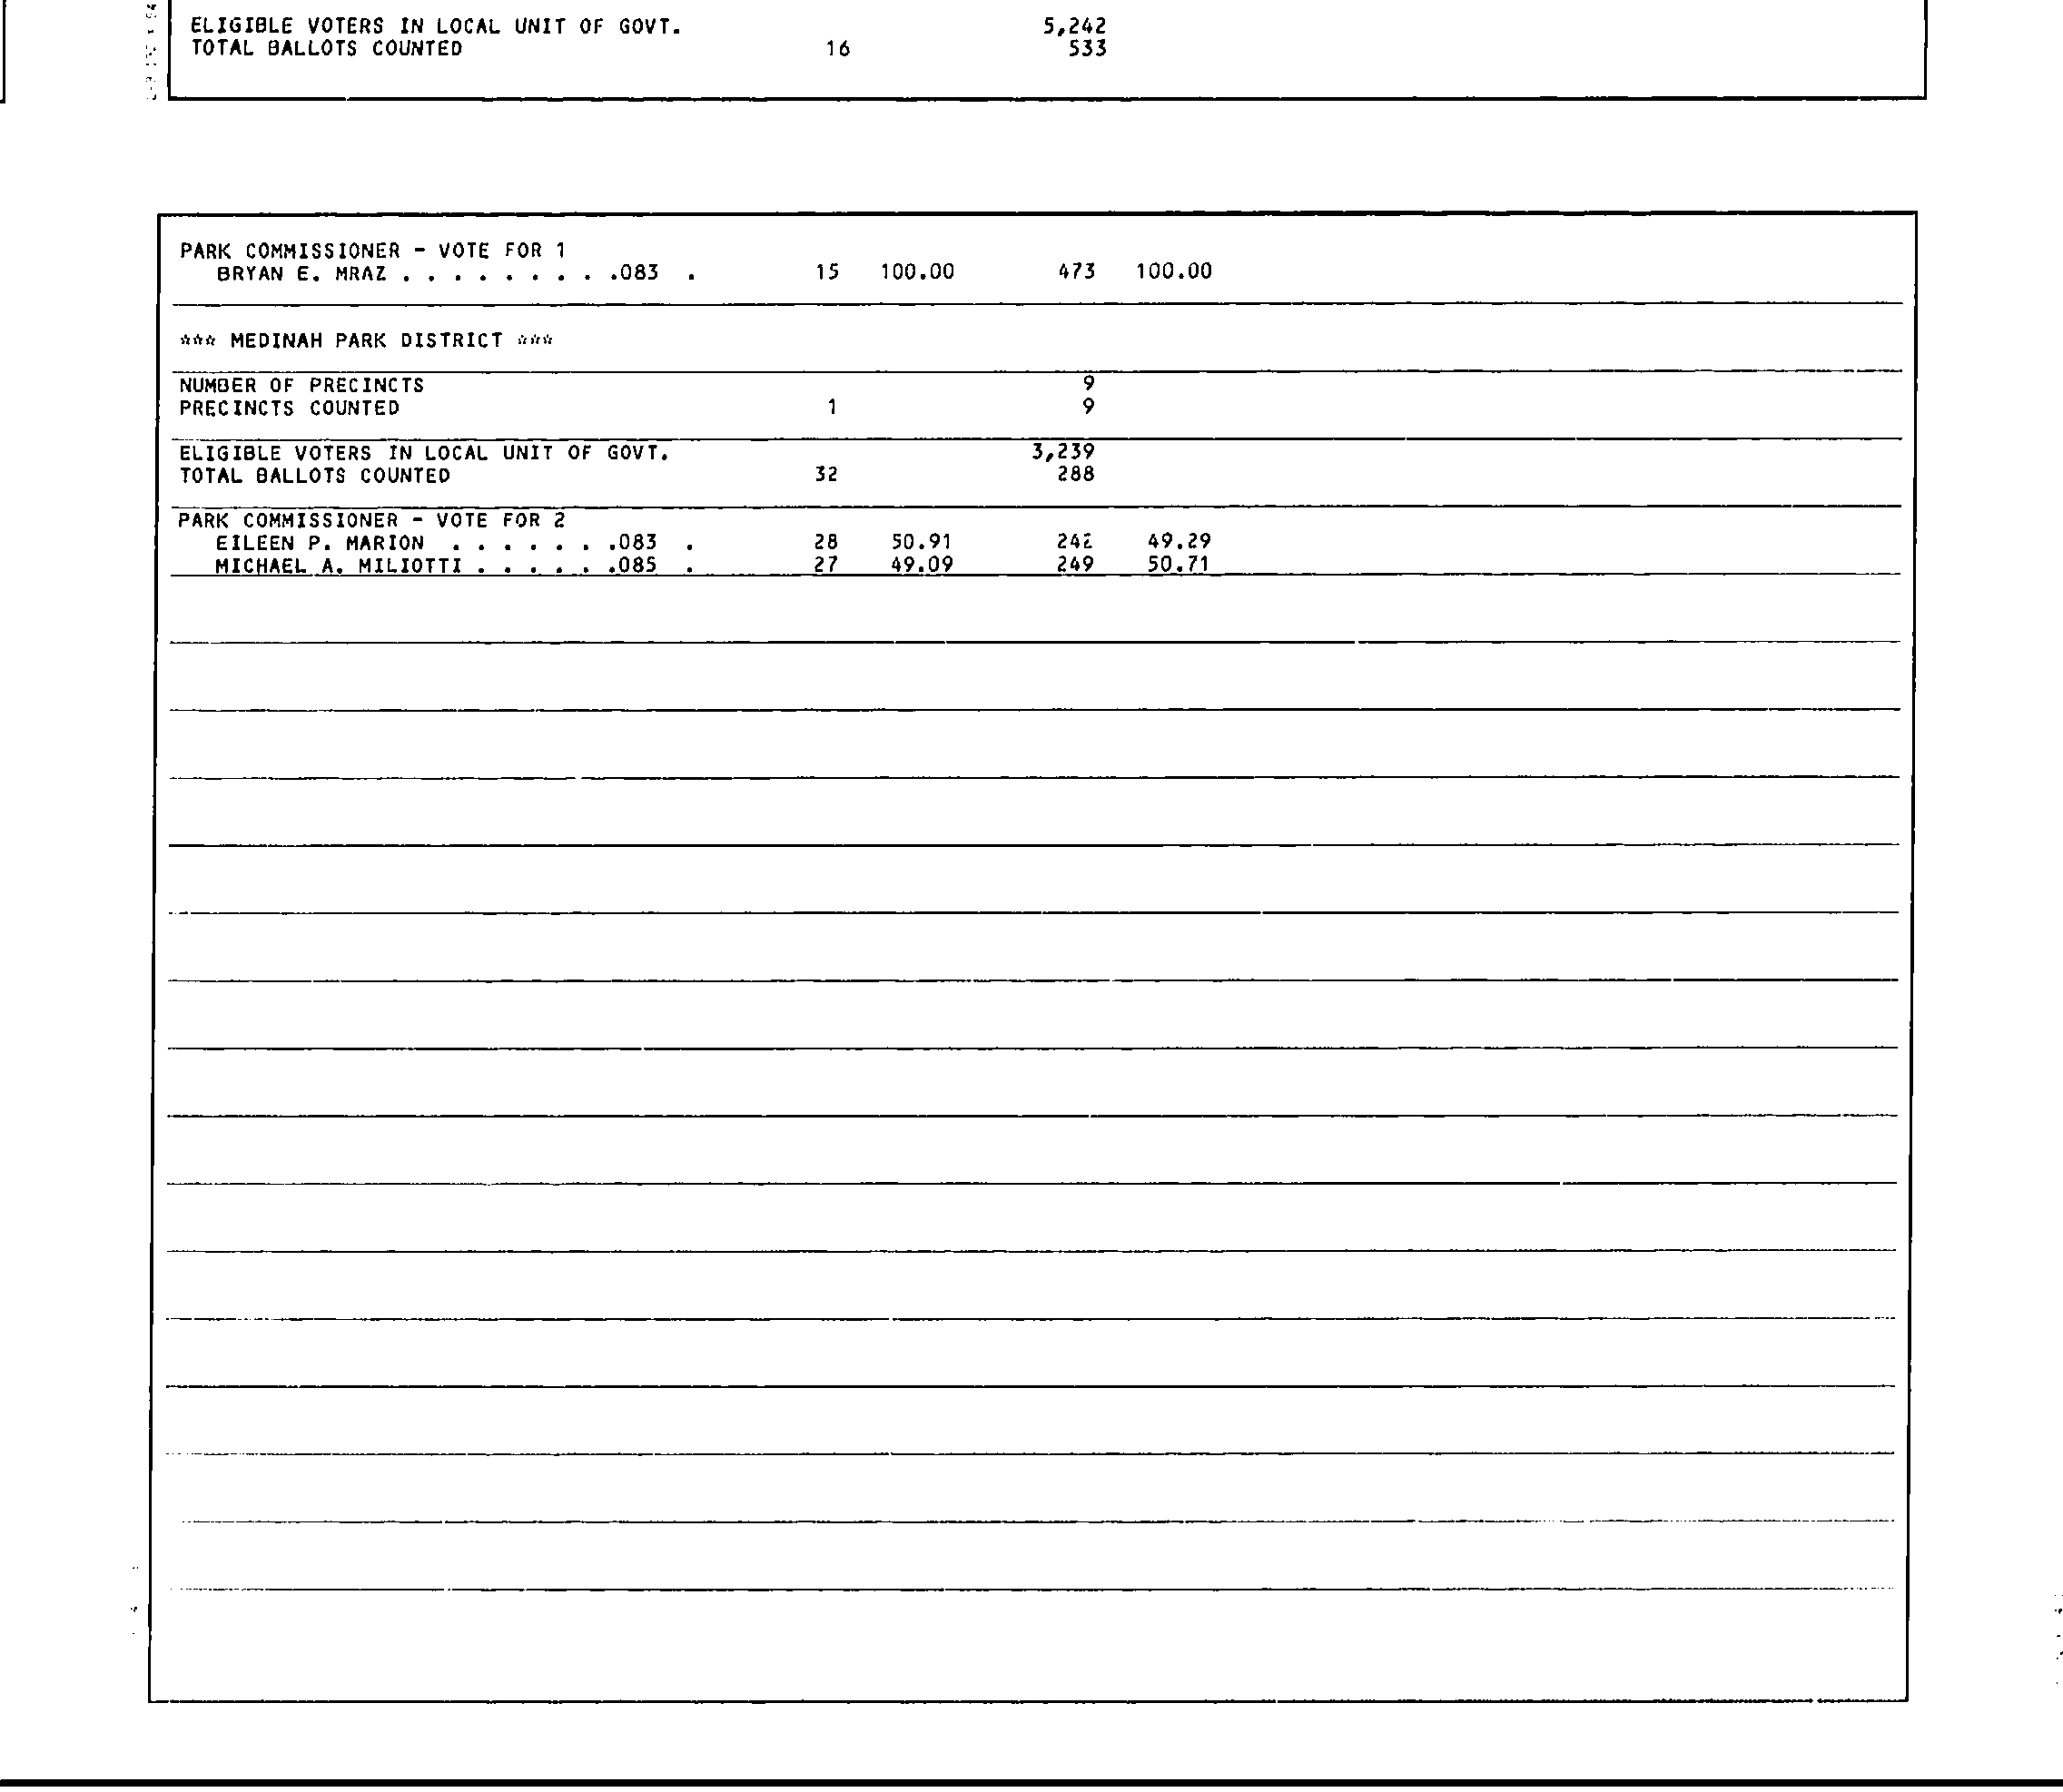 ELIGIBLE VOTERS IN LOCAL UNIT OF GOVT. 5,242
TOTAL BALLOTS COUNTED 16 533
PARK COMMISSIONER - VOTE FOR 1
BRYAN E. MRAZ . . . . . . . . .083 . 15 100.00 473 100.00
*** MEDINAH PARK DISTRICT ***
NUMBER OF PRECINCTS 9
PRECINCTS COUNTED 1 9
ELIGIBLE VOTERS IN LOCAL UNIT OF GOVT. 3,239
TOTAL BALLOTS COUNTED 32 288
PARK COMMISSIONER - VOTE FOR 2
EILEEN P. MARION . . . . . . .083 . 28 50.91 242 49.29
MICHAEL A. MILIOTTI . . . . . .085 . 27 49.09 249 50.71